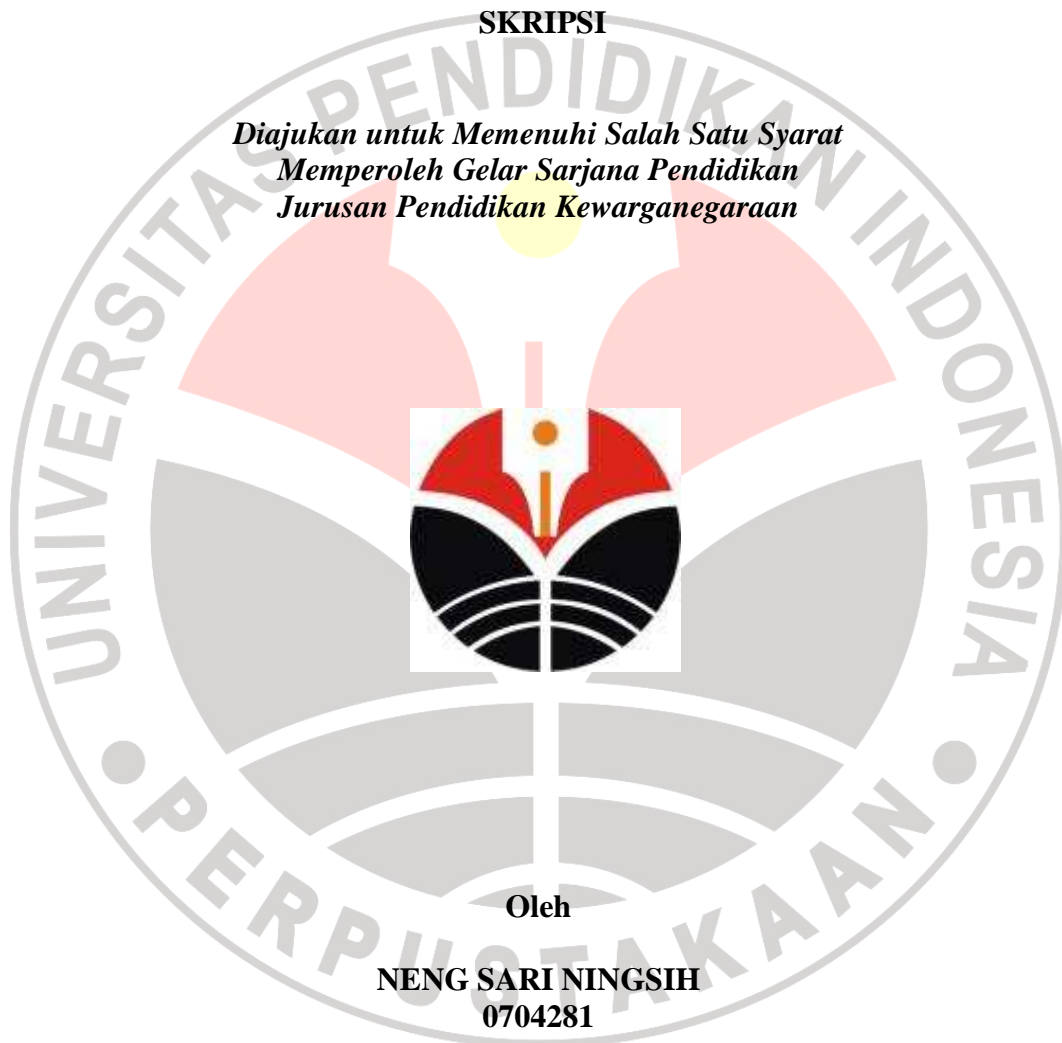 SKRIPSI
Diajukan untuk Memenuhi Salah Satu Syarat
Memperoleh Gelar Sarjana Pendidikan
Jurusan Pendidikan Kewarganegaraan
UNIVERSITAS PENDIDIKAN INDONESIA
PERPUSTAKAAN
Oleh
NENG SARI NINGSIH
0704281